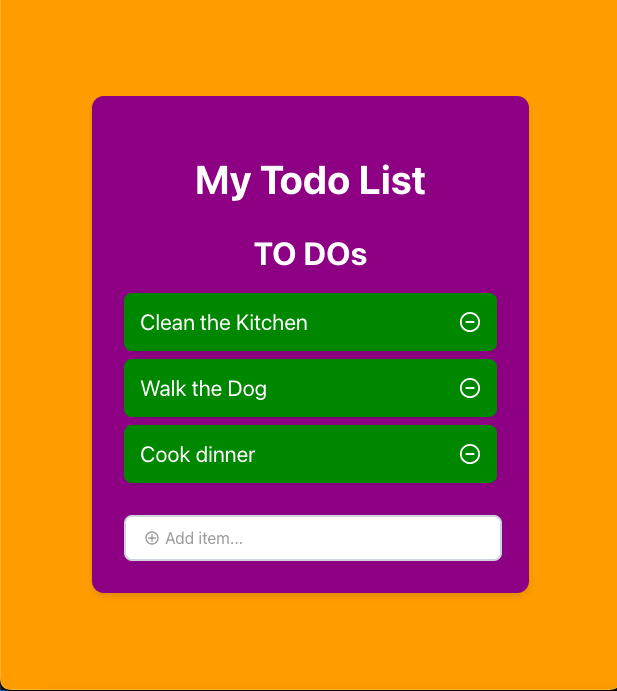 My Todo List
TO DOs
Clean the Kitchen
Walk the Dog
Cook dinner
Add item...